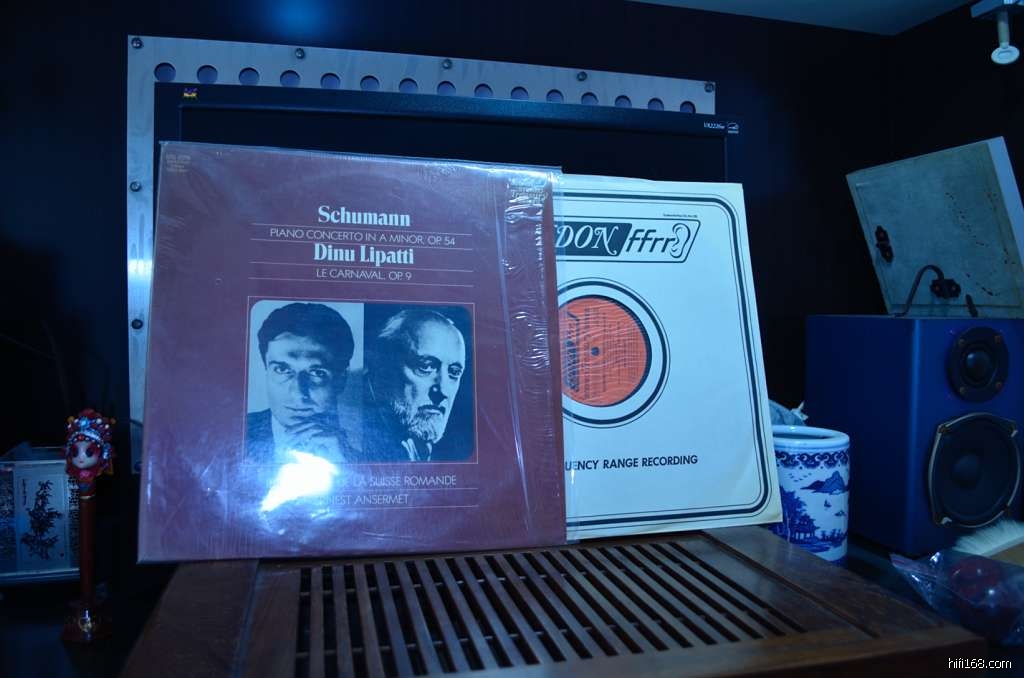 Schumann
PIANO CONCERTO IN A MINOR, OP. 54
Dinu Lipatti
LE CARNAVAL, OP. 9
LA SUISSE ROMANDE
ANSERMET
DON ffrr
UENCY RANGE RECORDING
hifi168.com